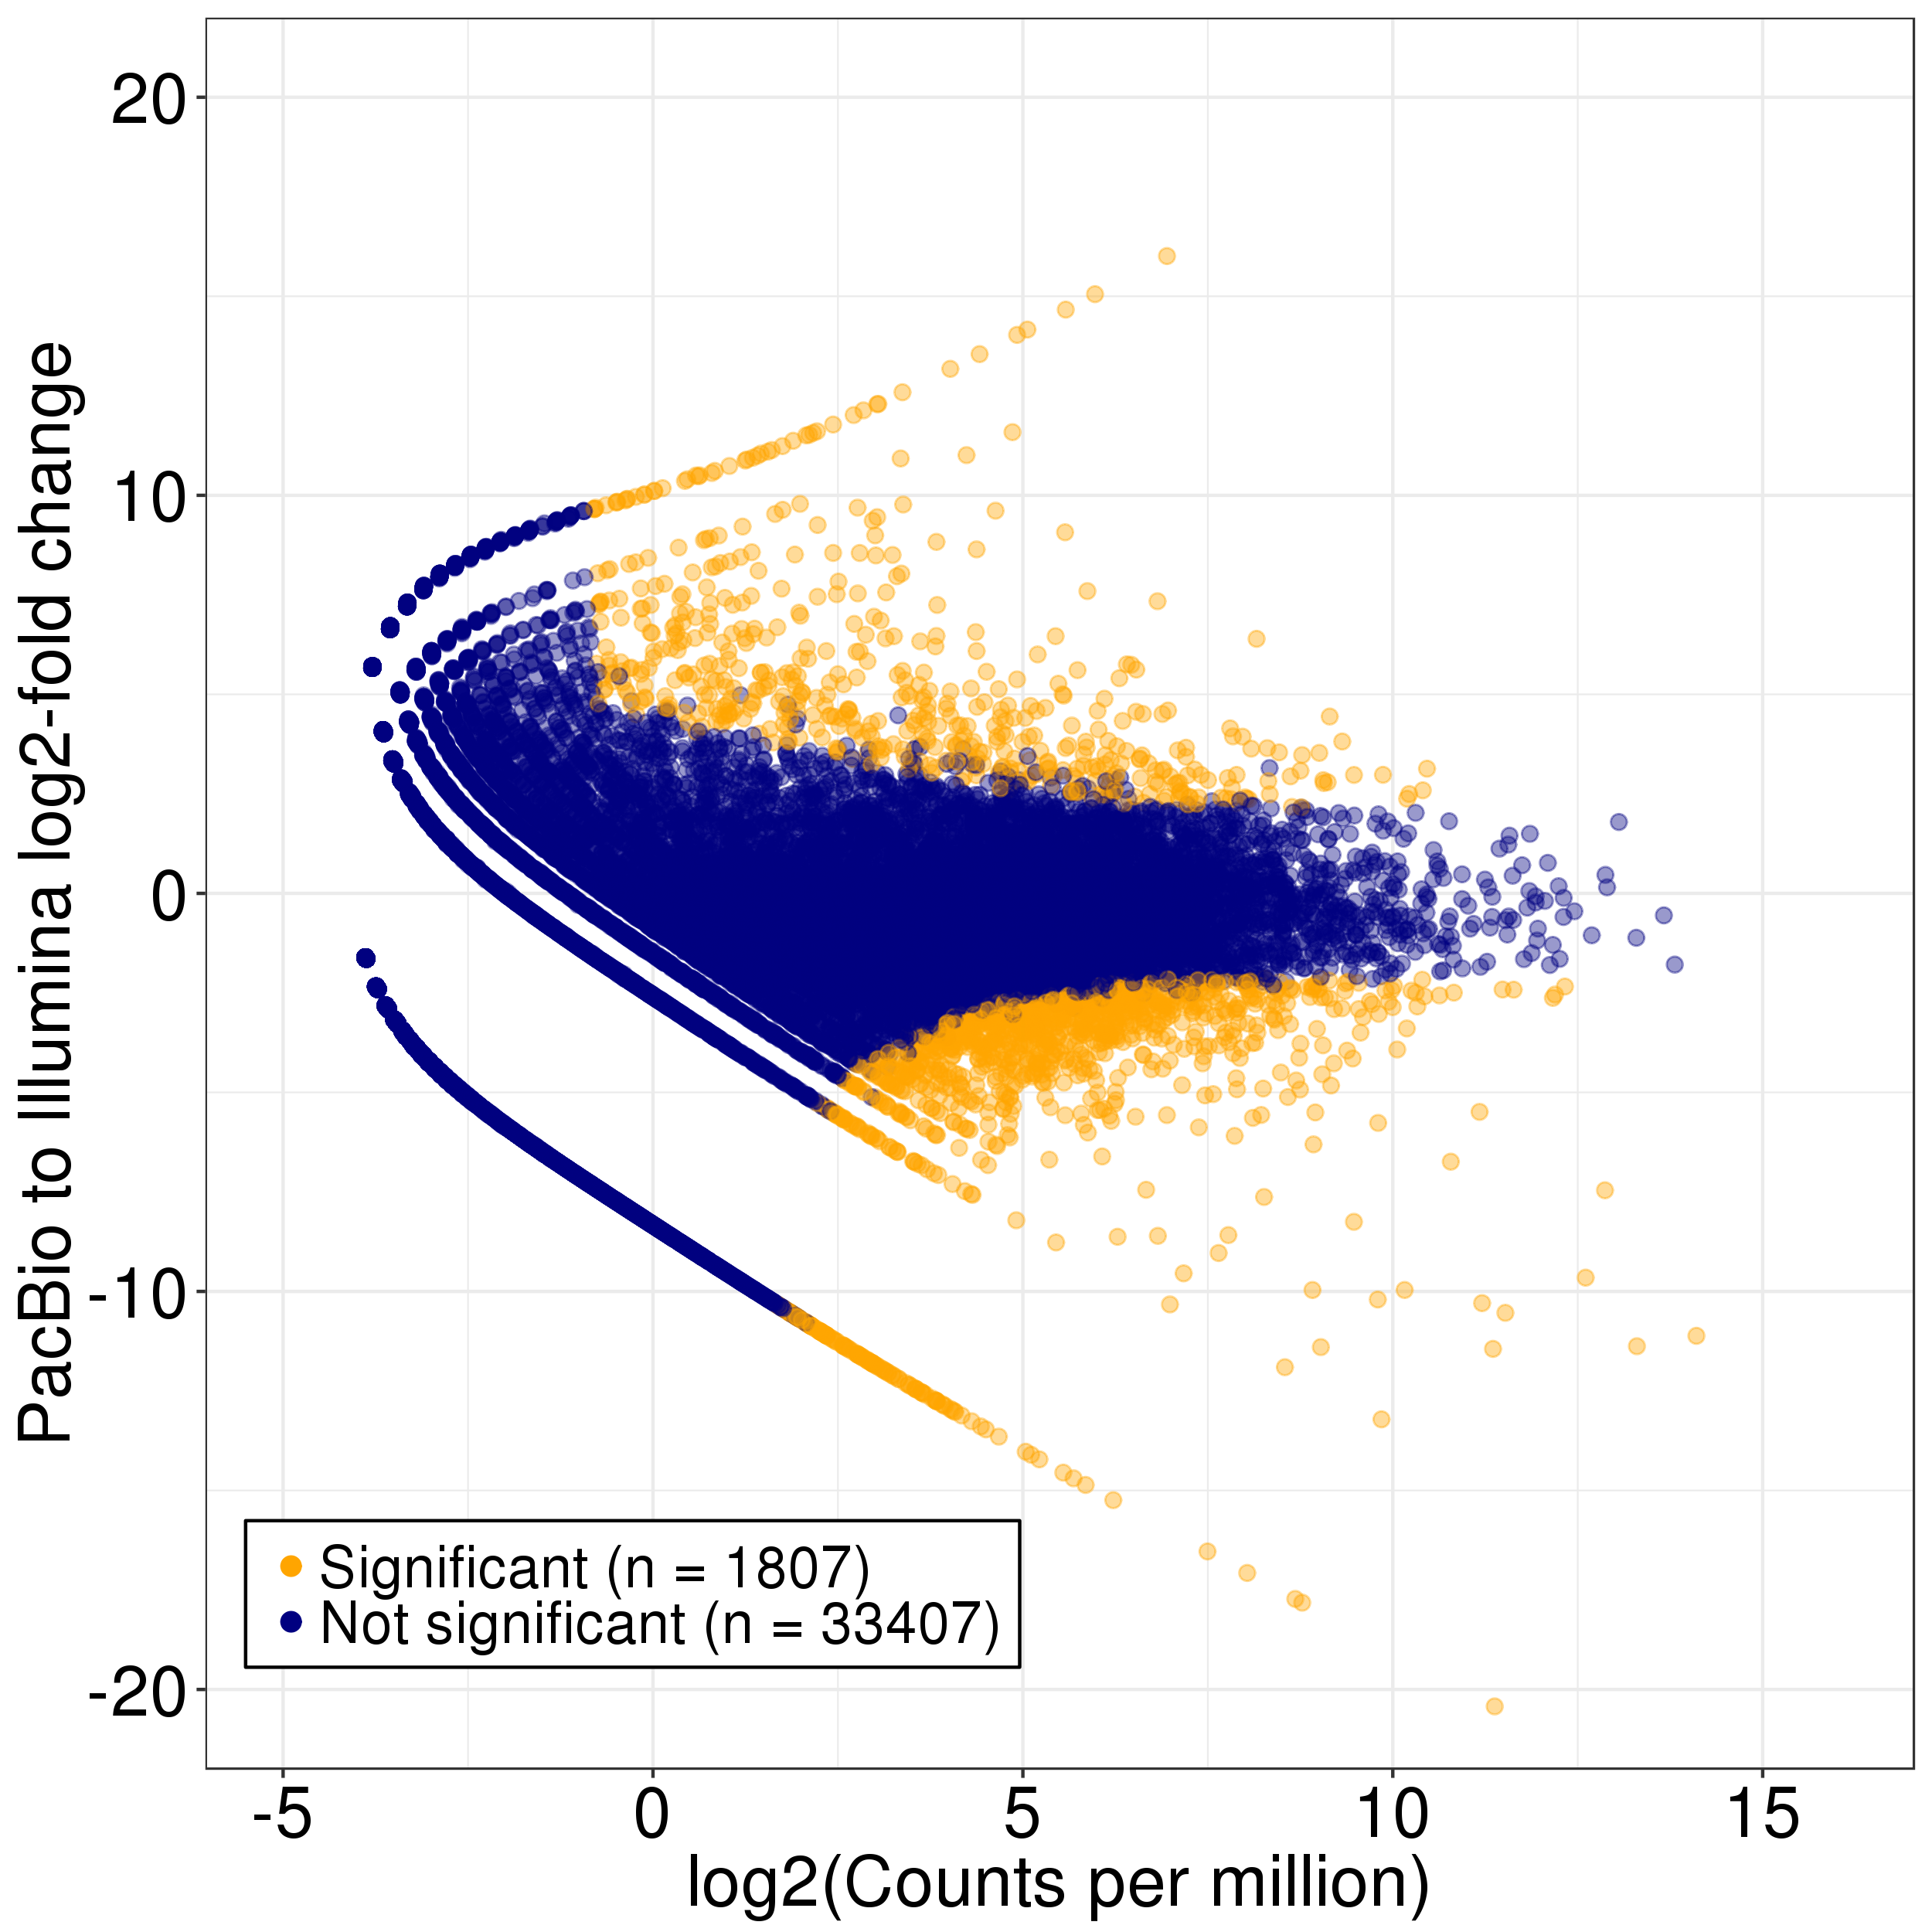 PacBio to Illumina log2-fold change
20
10
0
-10
-20
Significant (n = 1807)
Not significant (n = 33407)
-5
0
5
10
15
log2(Counts per million)